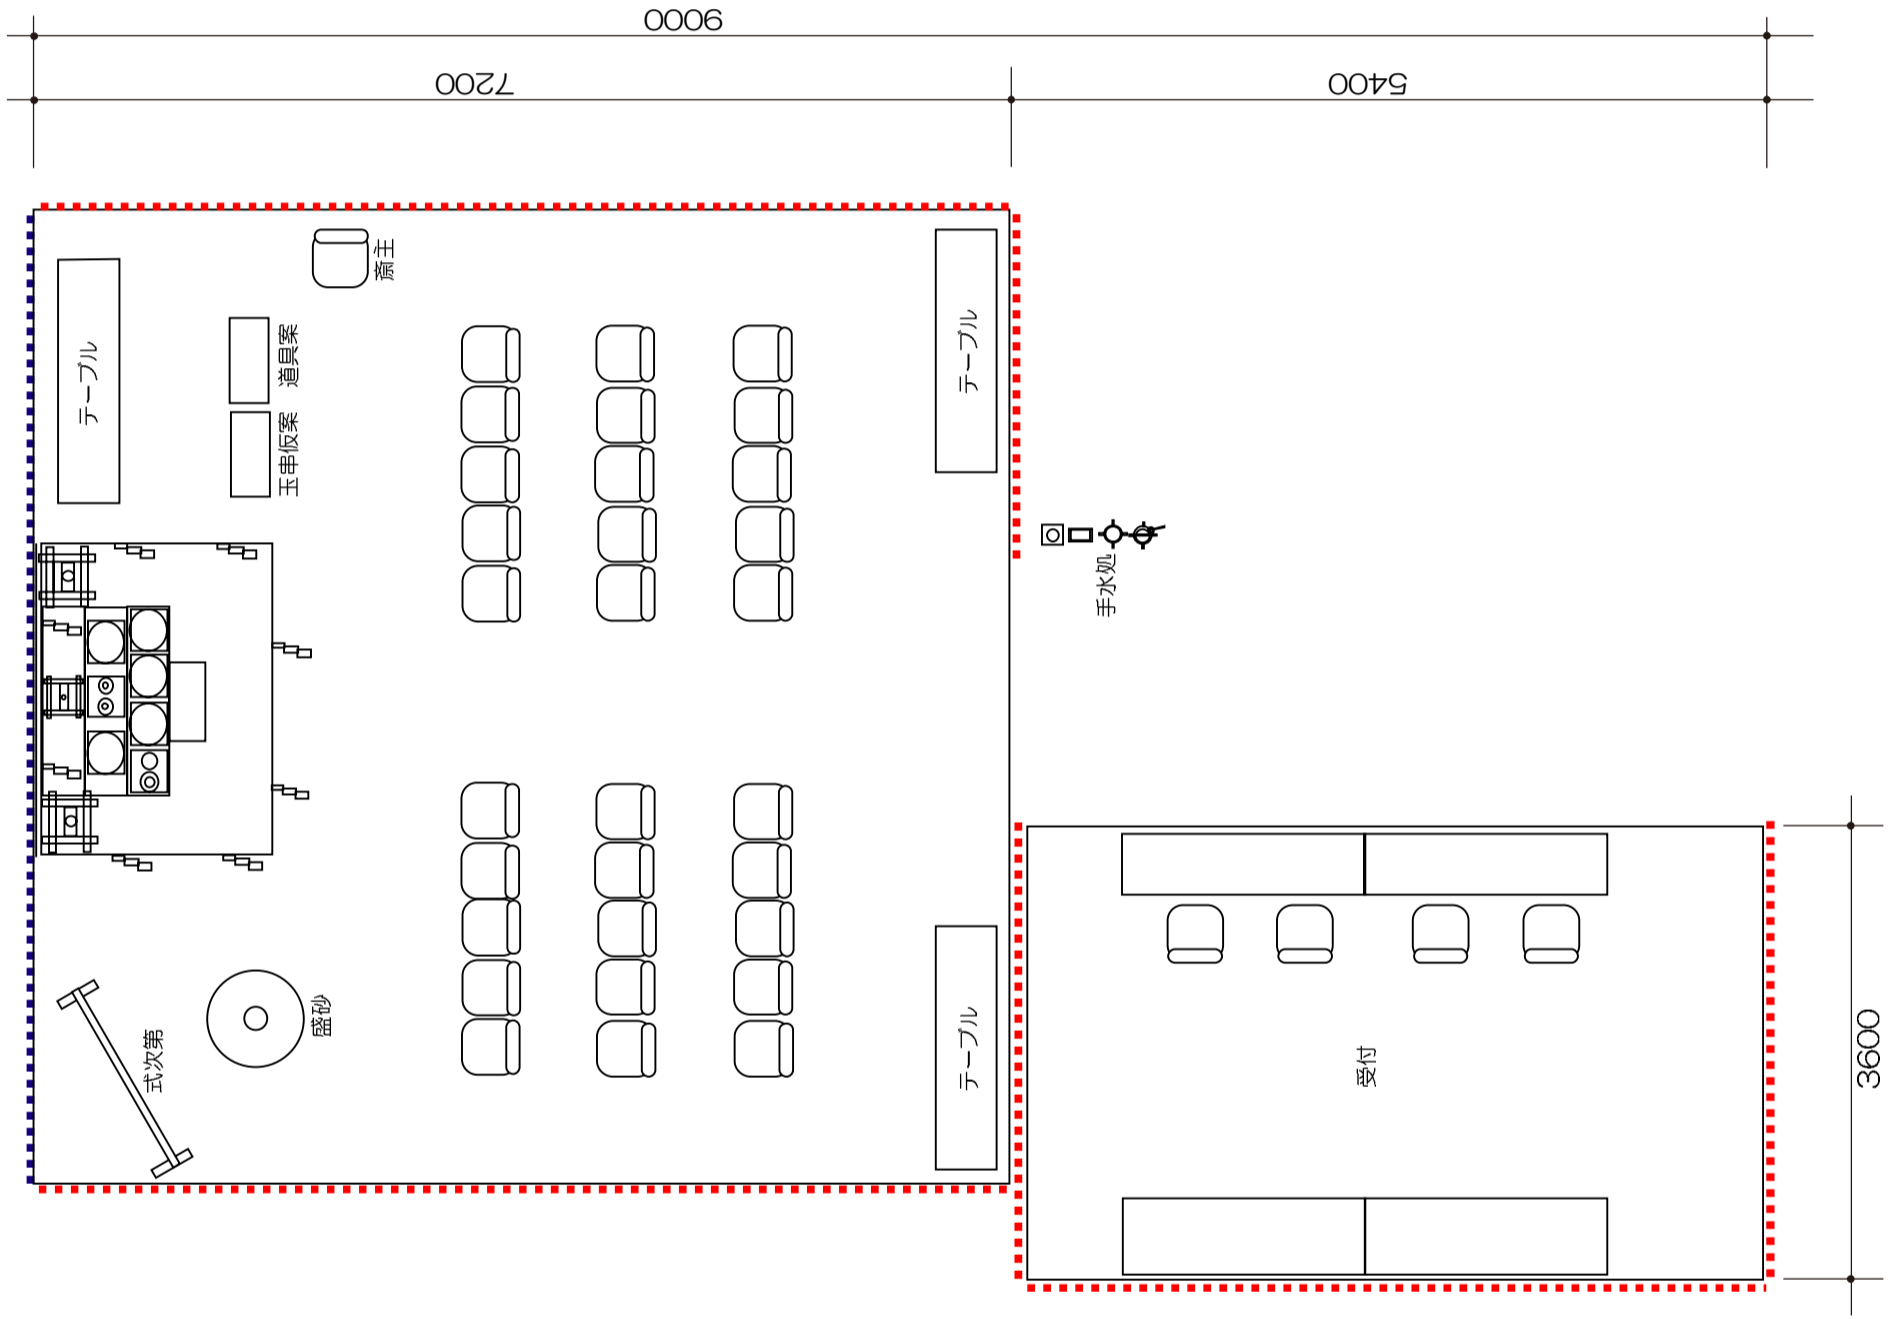 9000
7200
5400
斎主
テーブル
道具案
玉串仮案
テーブル
手水処
盛砂
式次第
テーブル
受付
3600